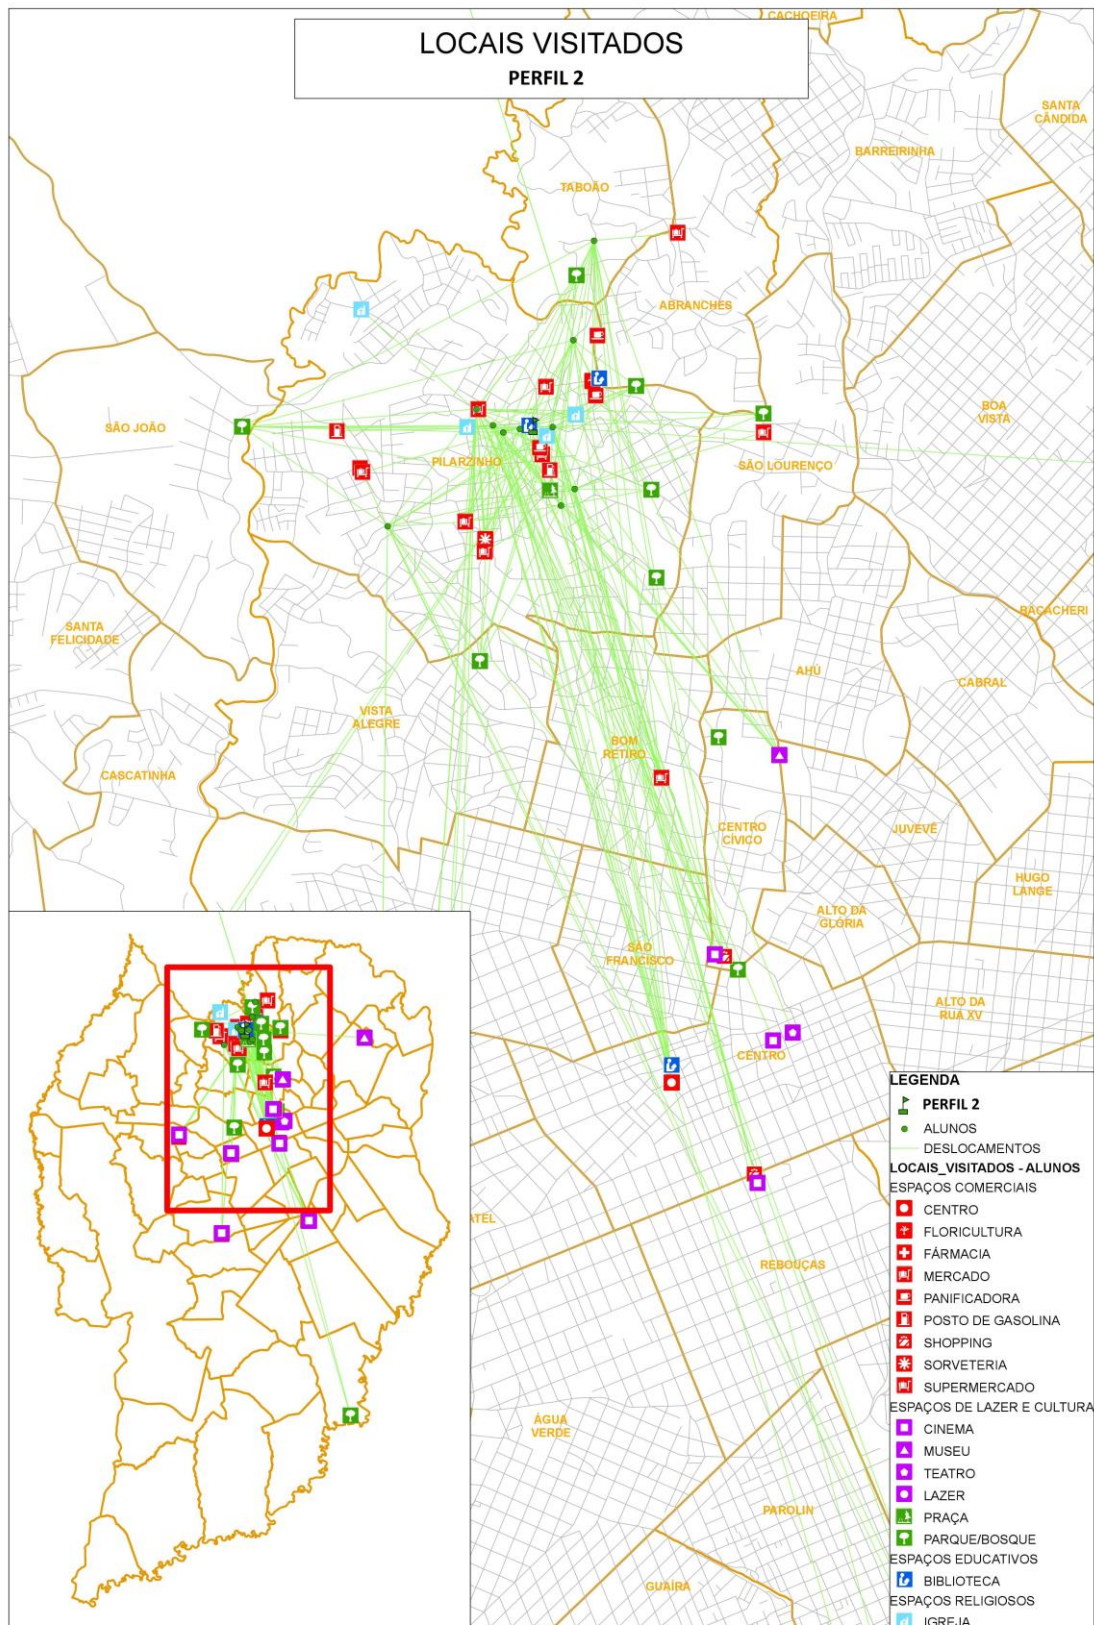 LOCAIS VISITADOS
PERFIL 2
CACHOEIRA
SANTA
CÂNDIDA
BARREIRINHA
TABOÃO
ABRANCHES
SÃO JOÃO
BOA
VISTA
PILARZINHO
SÃO LOURENÇO
SANTA
FELICIDADE
BACACHERI
AHÚ
CABRAL
VISTA
ALEGRE
BOM
RETIRO
CASCATINHA
CENTRO
CÍVICO
JUVEVÊ
HUGO
LANGE
ALTO DA
GLÓRIA
SÃO
FRANCISCO
ALTO DA
RUA XV
CENTRO
ATEL
REBOUÇAS
ÁGUA
VERDE
PAROLIN
GUAÍRA
LEGENDA
PERFIL 2
ALUNOS
DESLOCAMENTOS
LOCAIS_VISITADOS - ALUNOS
ESPAÇOS COMERCIAIS
CENTRO
FLORICULTURA
FÁRMACIA
MERCADO
PANIFICADORA
POSTO DE GASOLINA
SHOPPING
SORVETERIA
SUPERMERCADO
ESPAÇOS DE LAZER E CULTURA
CINEMA
MUSEU
TEATRO
LAZER
PRAÇA
PARQUE/BOSQUE
ESPAÇOS EDUCATIVOS
BIBLIOTECA
ESPAÇOS RELIGIOSOS
IGREJA